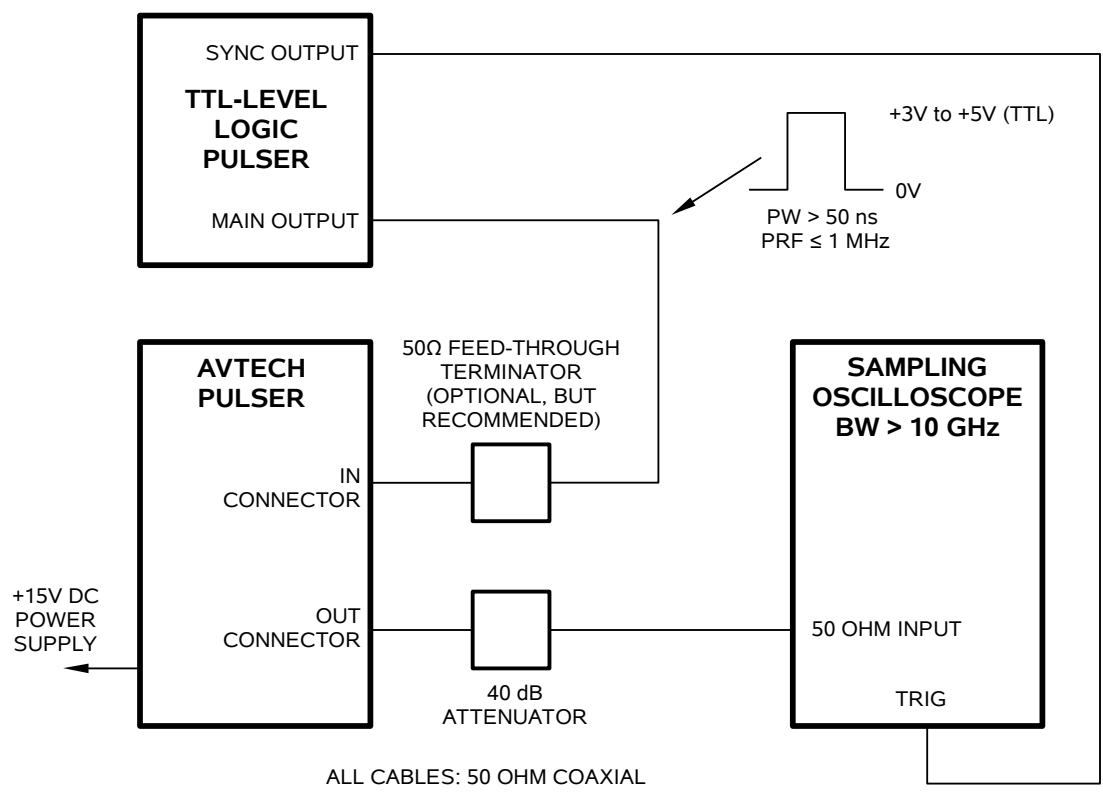 SYNC OUTPUT
TTL-LEVEL
LOGIC
PULSER
MAIN OUTPUT
+3V to +5V (TTL)
0V
PW > 50 ns
PRF ≤ 1 MHz
AVTECH
PULSER
50Ω FEED-THROUGH
TERMINATOR
(OPTIONAL, BUT
RECOMMENDED)
SAMPLING
OSCILLOSCOPE
BW > 10 GHz
IN
CONNECTOR
+15V DC
POWER
SUPPLY
OUT
CONNECTOR
50 OHM INPUT
40 dB
ATTENUATOR
TRIG
ALL CABLES: 50 OHM COAXIAL